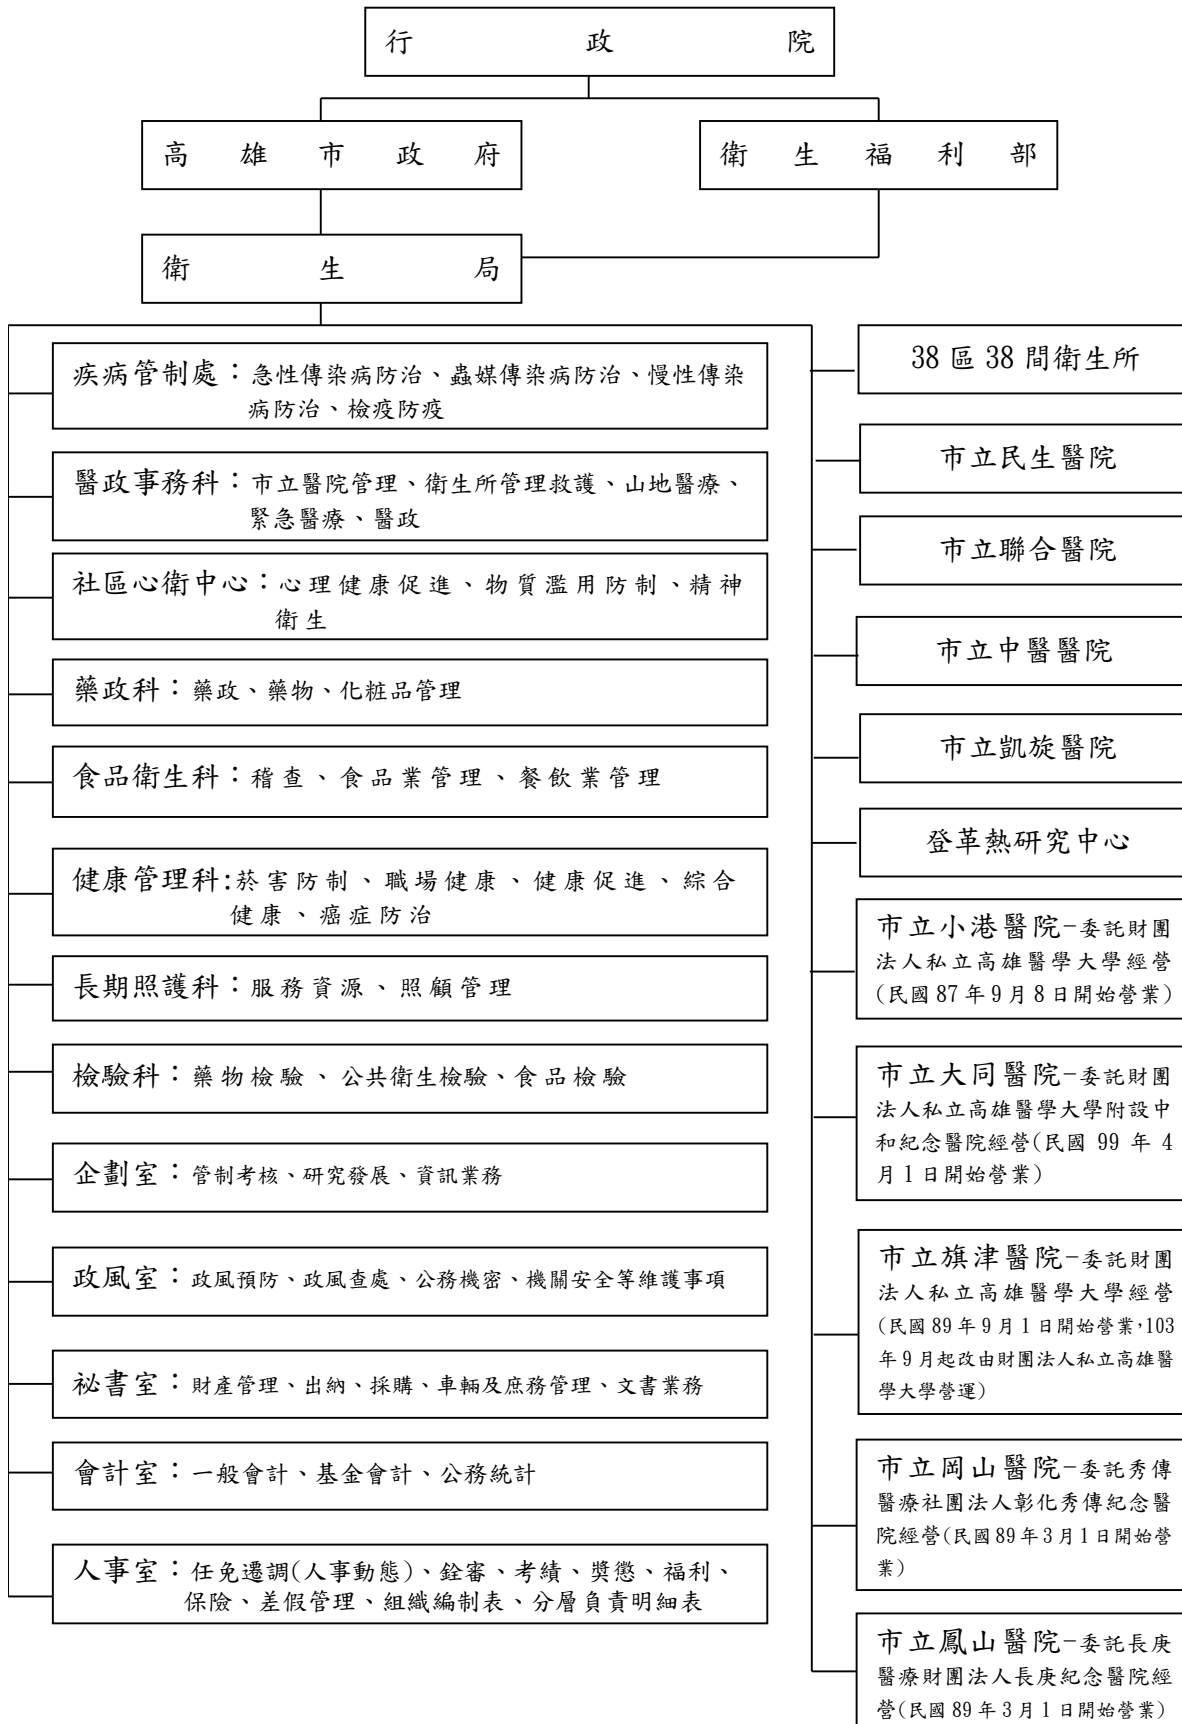 行政院
高雄市政府
衛生福利部
衛生局
疾病管制處：急性傳染病防治、蟲媒傳染病防治、慢性傳染
病防治、檢疫防疫
醫政事務科：市立醫院管理、衛生所管理救護、山地醫療、
緊急醫療、醫政
社區心衛中心：心理健康促進、物質濫用防制、精神
衛生
藥政科：藥政、藥物、化粧品管理
食品衛生科：稽查、食品業管理、餐飲業管理
健康管理科:菸害防制、職場健康、健康促進、綜合
健康、癌症防治
長期照護科：服務資源、照顧管理
檢驗科：藥物檢驗、公共衛生檢驗、食品檢驗
企劃室：管制考核、研究發展、資訊業務
政風室：政風預防、政風查處、公務機密、機關安全等維護事項
祕書室：財產管理、出納、採購、車輛及庶務管理、文書業務
會計室：一般會計、基金會計、公務統計
人事室：任免遷調(人事動態)、銓審、考績、獎懲、福利、
保險、差假管理、組織編制表、分層負責明細表
38區38間衛生所
市立民生醫院
市立聯合醫院
市立中醫醫院
市立凱旋醫院
登革熱研究中心
市立小港醫院-委託財團
法人私立高雄醫學大學經營
(民國87年9月8日開始營業)
市立大同醫院-委託財團
法人私立高雄醫學大學附設中
和紀念醫院經營(民國 99 年 4
月1日開始營業)
市立旗津醫院-委託財團
法人私立高雄醫學大學經營
(民國89年9月1日開始營業，103
年9月起改由財團法人私立高雄醫
學大學營運)
市立岡山醫院-委託秀傳
醫療社團法人彰化秀傳紀念醫
院經營(民國89年3月1日開始營
業)
市立鳳山醫院-委託長庚
醫療財團法人長庚紀念醫院經
營(民國89年3月1日開始營業)